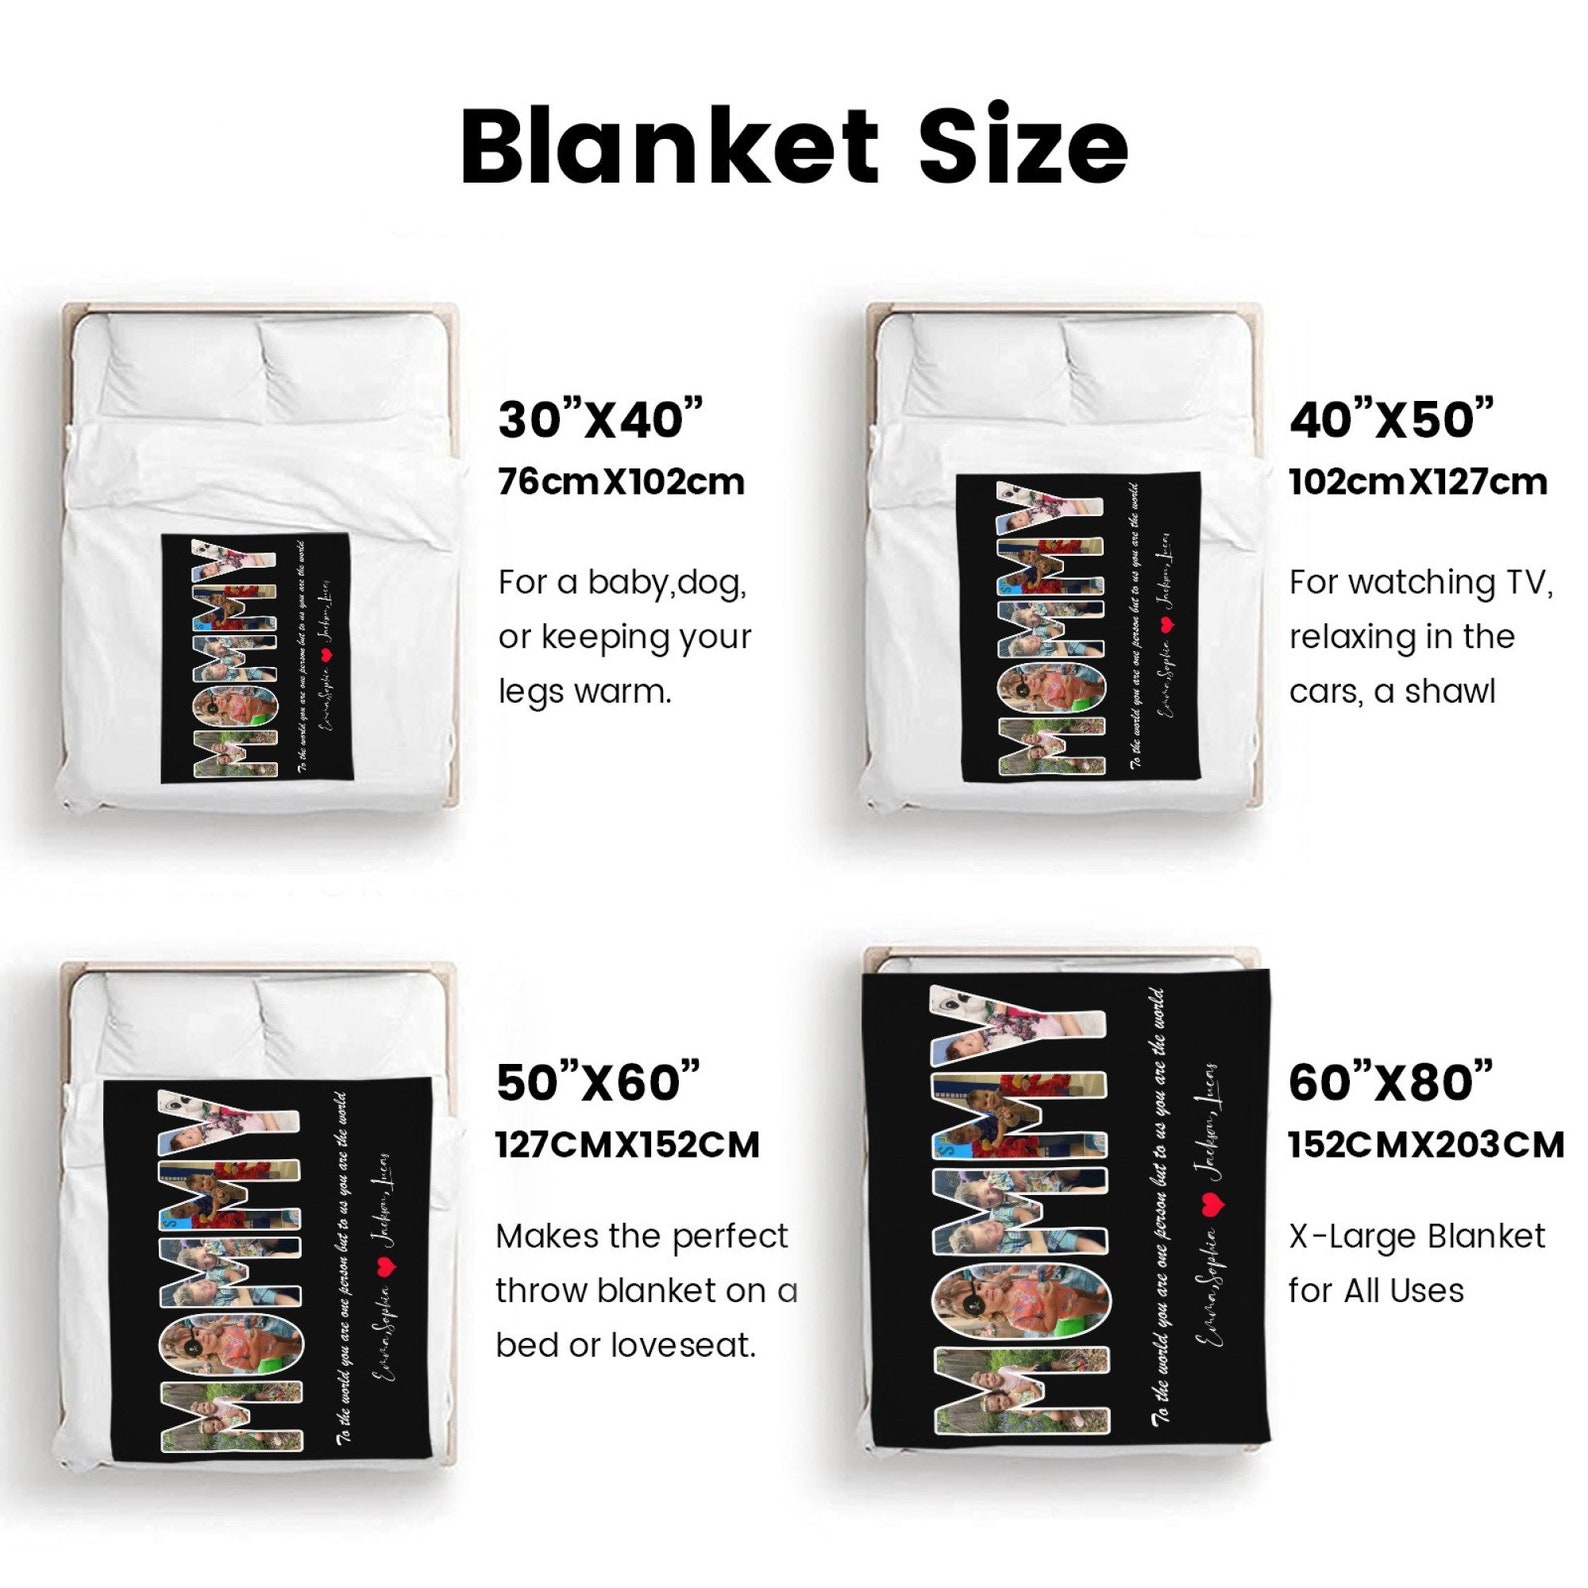 Blanket Size
30”X40”
76cmX102cm
For a baby,dog,
or keeping your
legs warm.
MOMMY
To the world you are one person but to us you are the world
Emma,Sophia ❤ Jackson,Lucas
40”X50”
102cmX127cm
For watching TV,
relaxing in the
cars, a shawl
MOMMY
To the world you are one person but to us you are the world
Emma,Sophia ❤ Jackson,Lucas
50”X60”
127CMX152CM
Makes the perfect
throw blanket on a
bed or loveseat.
MOMMY
To the world you are one person but to us you are the world
Emma,Sophia ❤ Jackson,Lucas
60”X80”
152CMX203CM
X-Large Blanket
for All Uses
MOMMY
To the world you are one person but to us you are the world
Emma,Sophia ❤ Jackson,Lucas